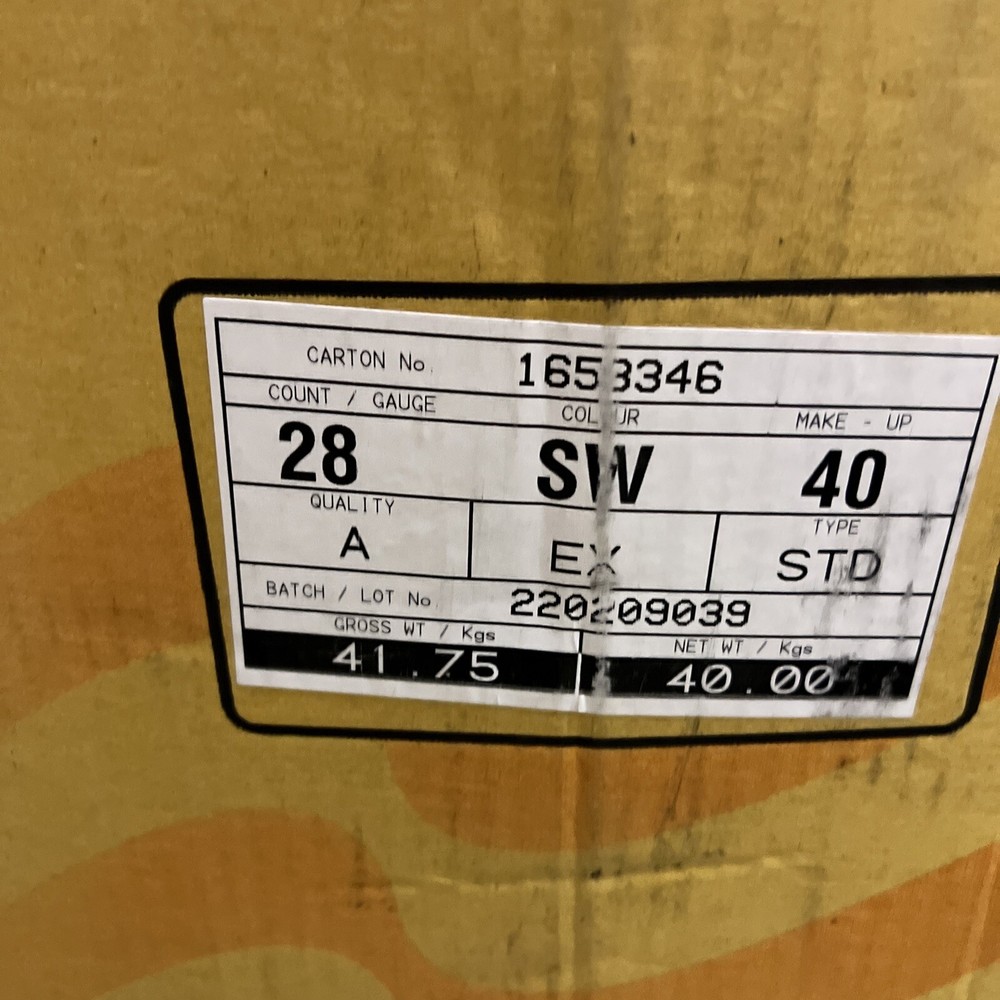 CARTON No. 1653346
COUNT / GAUGE COLOUR MAKE - UP
28 SW 40
QUALITY TYPE
A EX STD
BATCH / LOT No. 220209039
GROSS WT / Kgs NET WT / Kgs
41.75 40.00